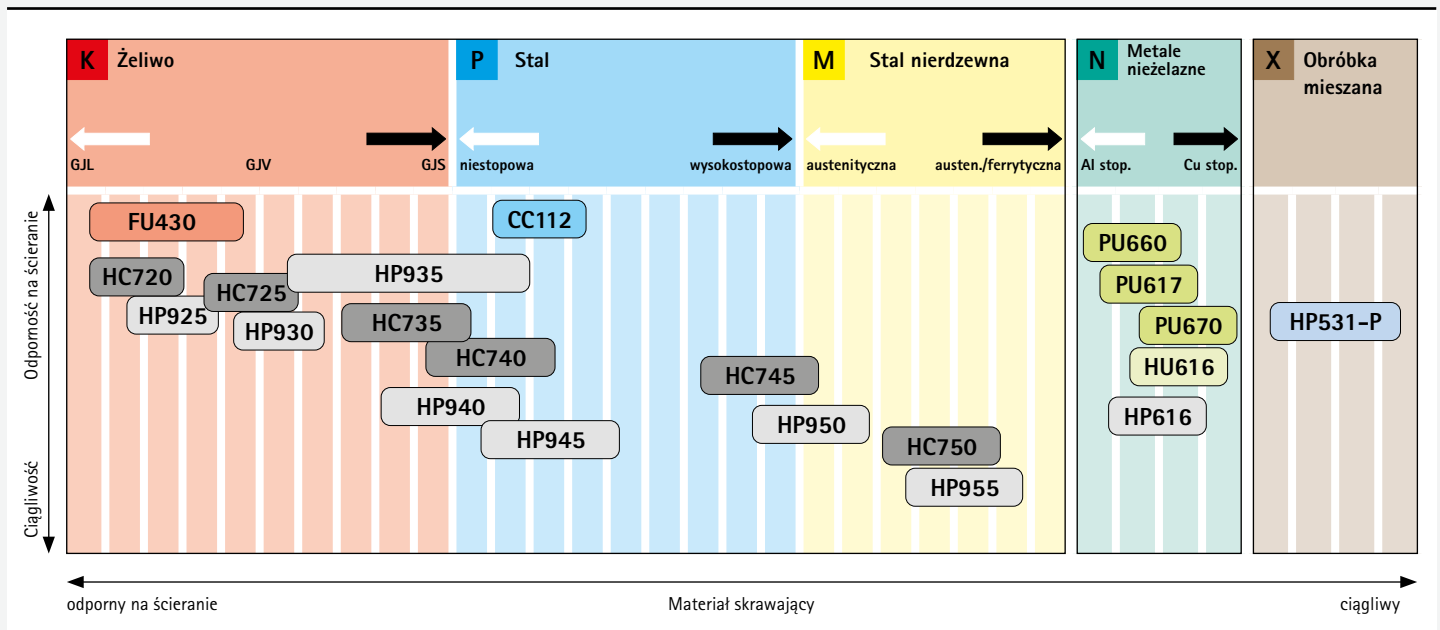 K Żeliwo
P Stal
M Stal nierdzewna
N Metale
nieżelazne
X Obróbka
mieszana
GJL GJV GJS
niestopowa wysokostopowa
austenityczna austen./ferrytyczna
Al stop. Cu stop.
Odporność na ścieranie
Ciągliwość
FU430
CC112
HC720
HP925
HC725
HP930
HP935
HC735
HC740
HP940
HP945
HC745
HP950
HC750
HP955
PU660
PU617
PU670
HU616
HP616
HP531-P
odporny na ścieranie Materiał skrawający ciągliwy